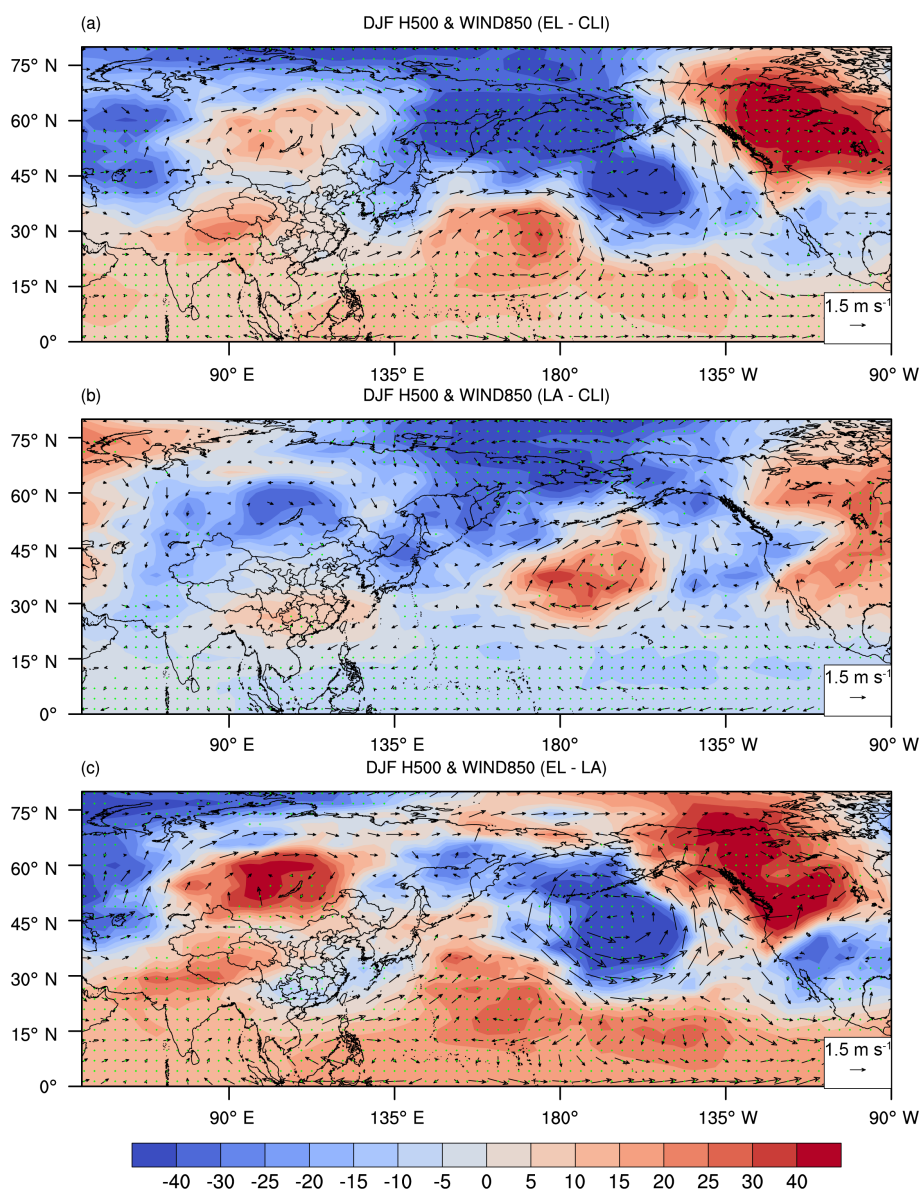 (a) DJF H500 & WIND850 (EL - CLI)
75° N
60° N
45° N
30° N
15° N
0°
1.5 m s⁻¹
90° E 135° E 180° 135° W 90° W
(b) DJF H500 & WIND850 (LA - CLI)
75° N
60° N
45° N
30° N
15° N
0°
1.5 m s⁻¹
90° E 135° E 180° 135° W 90° W
(c) DJF H500 & WIND850 (EL - LA)
75° N
60° N
45° N
30° N
15° N
0°
1.5 m s⁻¹
90° E 135° E 180° 135° W 90° W
-40 -30 -25 -20 -15 -10 -5 0 5 10 15 20 25 30 40